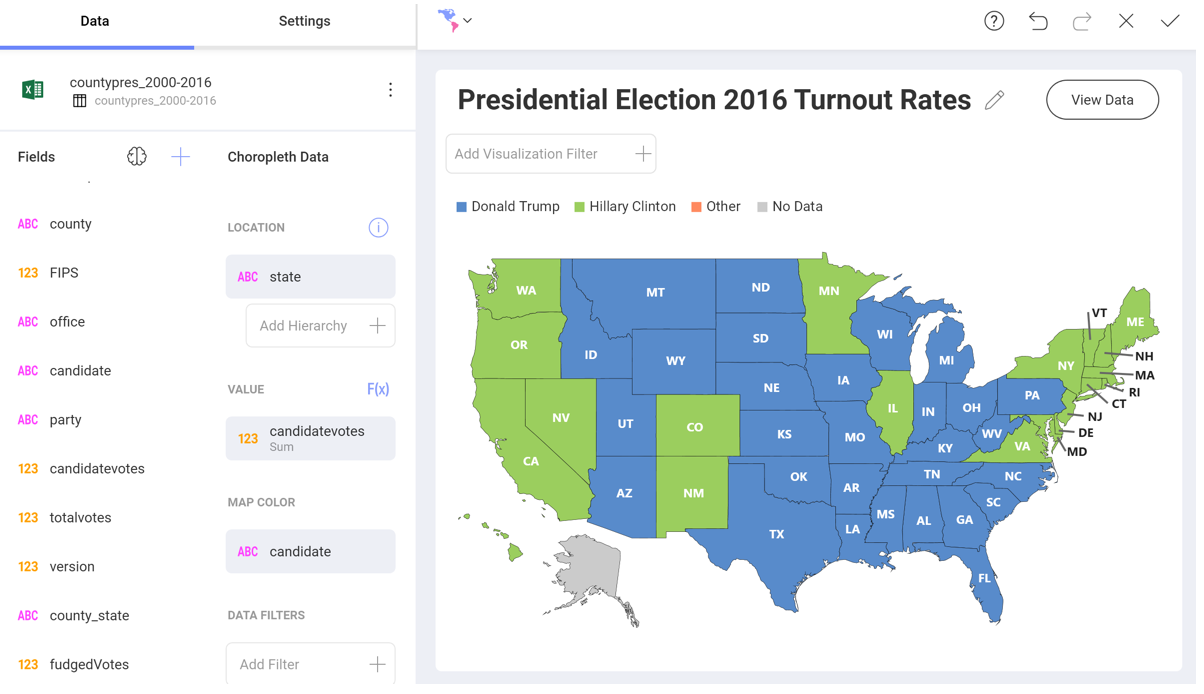 Data
Settings
countypres_2000-2016
countypres_2000-2016
Fields
ABC county
123 FIPS
ABC office
ABC candidate
ABC party
123 candidatevotes
123 totalvotes
123 version
ABC county_state
123 fudgedVotes
Choropleth Data
LOCATION
ABC state
Add Hierarchy
VALUE F(x)
123 candidatevotes
Sum
MAP COLOR
ABC candidate
DATA FILTERS
Add Filter
Presidential Election 2016 Turnout Rates
View Data
Add Visualization Filter
Donald Trump Hillary Clinton Other No Data
WA
MT
ND
MN
VT
ME
OR
ID
WY
SD
WI
MI
NY
NH
MA
RI
CT
NV
UT
CO
NE
IA
IL
IN
OH
PA
NJ
DE
MD
CA
KS
MO
KY
WV
VA
AZ
NM
OK
AR
TN
NC
SC
TX
LA
MS
AL
GA
FL